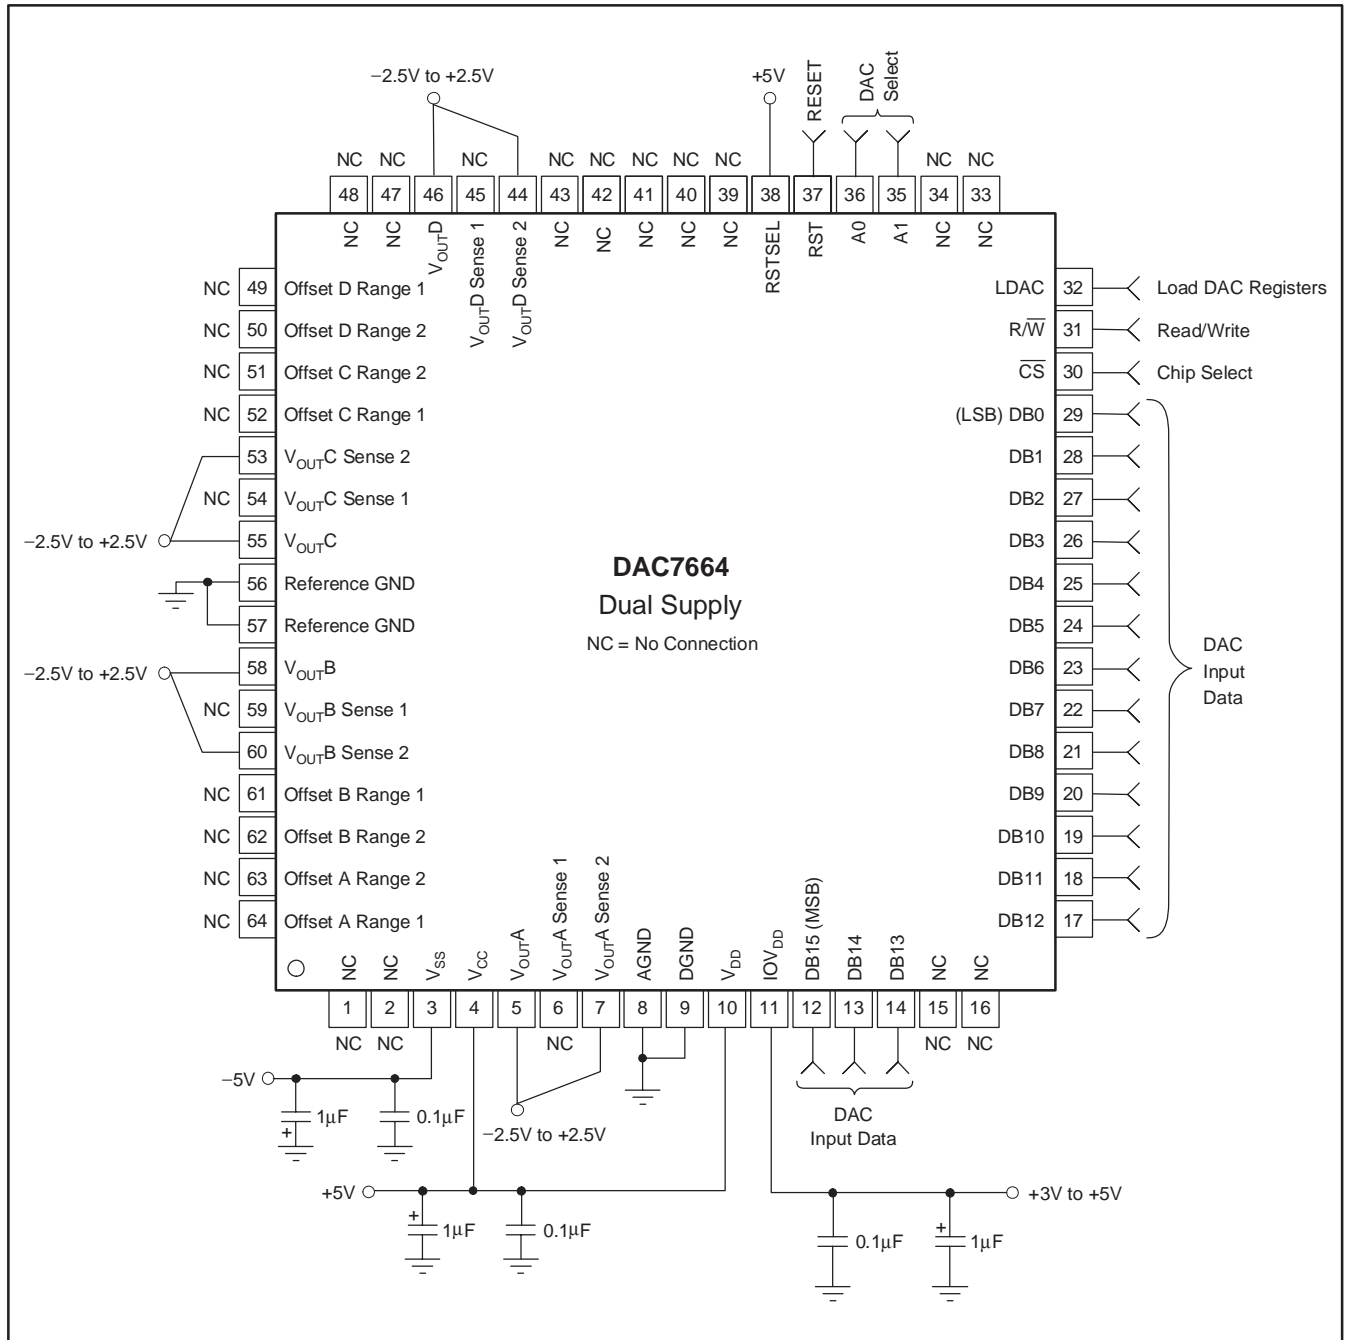 −2.5V to +2.5V
+5V
RESET
DAC
Select
NC NC NC NC NC NC NC NC NC NC
48 47 46 45 44 43 42 41 40 39 38 37 36 35 34 33
NC NC VOUTD VOUTD Sense 1 VOUTD Sense 2 NC NC NC NC NC RSTSEL RST A0 A1 NC NC
NC 49 Offset D Range 1
NC 50 Offset D Range 2
NC 51 Offset C Range 2
NC 52 Offset C Range 1
53 VOUTC Sense 2
NC 54 VOUTC Sense 1
−2.5V to +2.5V 55 VOUTC
56 Reference GND
57 Reference GND
−2.5V to +2.5V 58 VOUTB
NC 59 VOUTB Sense 1
60 VOUTB Sense 2
NC 61 Offset B Range 1
NC 62 Offset B Range 2
NC 63 Offset A Range 2
NC 64 Offset A Range 1
DAC7664
Dual Supply
NC = No Connection
LDAC 32 Load DAC Registers
R/W̅ 31 Read/Write
C̅S̅ 30 Chip Select
(LSB) DB0 29
DB1 28
DB2 27
DB3 26
DB4 25
DB5 24
DB6 23
DB7 22
DB8 21
DB9 20
DB10 19
DB11 18
DB12 17
DAC
Input
Data
NC NC VSS VCC VOUTA VOUTA Sense 1 VOUTA Sense 2 AGND DGND VDD IOVDD DB15 (MSB) DB14 DB13 NC NC
1 2 3 4 5 6 7 8 9 10 11 12 13 14 15 16
NC NC NC NC NC
−5V
+ 1µF
0.1µF
−2.5V to +2.5V
DAC
Input Data
+5V
+ 1µF
0.1µF
+3V to +5V
0.1µF
+ 1µF